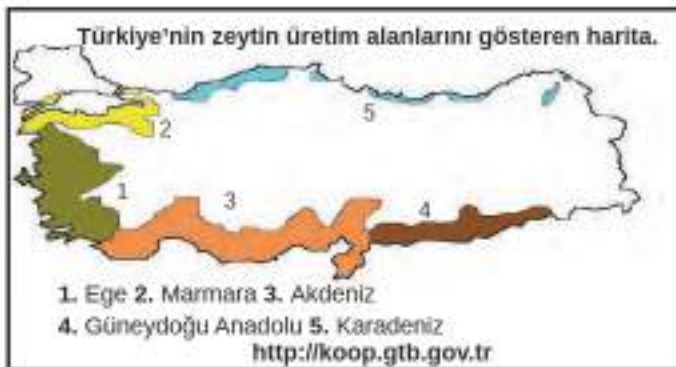 Türkiye'nin zeytin üretim alanlarını gösteren harita.
5
2
1
3
4
1. Ege 2. Marmara 3. Akdeniz
4. Güneydoğu Anadolu 5. Karadeniz
http://koop.gtb.gov.tr